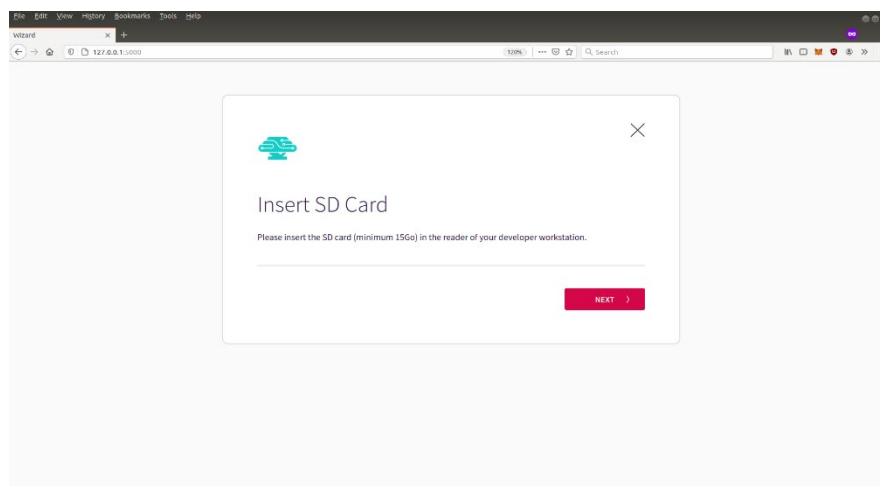 File Edit View History Bookmarks Tools Help
Wizard × +
127.0.0.1:5000 120% Search
Insert SD Card
Please insert the SD card (minimum 15Go) in the reader of your developer workstation.
NEXT